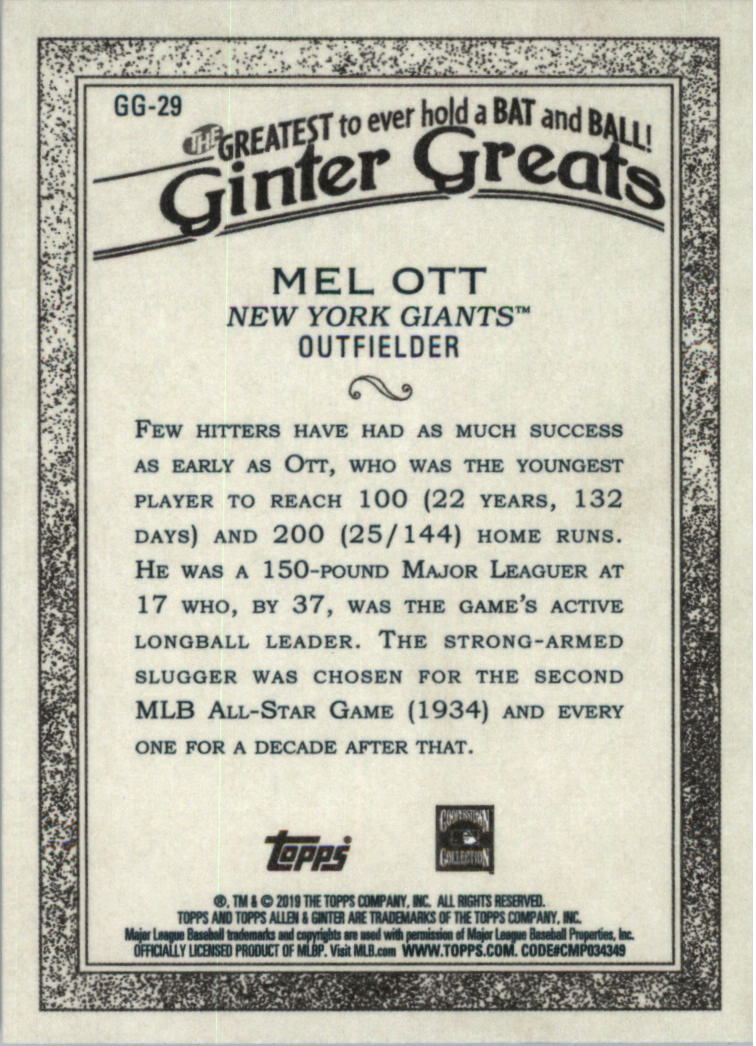 GG-29
THE GREATEST to ever hold a BAT and BALL!
Ginter Greats
MEL OTT
NEW YORK GIANTS™
OUTFIELDER
FEW HITTERS HAVE HAD AS MUCH SUCCESS
AS EARLY AS OTT, WHO WAS THE YOUNGEST
PLAYER TO REACH 100 (22 YEARS, 132
DAYS) AND 200 (25/144) HOME RUNS.
HE WAS A 150-POUND MAJOR LEAGUER AT
17 WHO, BY 37, WAS THE GAME'S ACTIVE
LONGBALL LEADER. THE STRONG-ARMED
SLUGGER WAS CHOSEN FOR THE SECOND
MLB ALL-STAR GAME (1934) AND EVERY
ONE FOR A DECADE AFTER THAT.
topps
COOPERSTOWN
COLLECTION
®, TM & © 2019 THE TOPPS COMPANY, INC. ALL RIGHTS RESERVED.
TOPPS AND TOPPS ALLEN & GINTER ARE TRADEMARKS OF THE TOPPS COMPANY, INC.
Major League Baseball trademarks and copyrights are used with permission of Major League Baseball Properties, Inc.
OFFICIALLY LICENSED PRODUCT OF MLBP. Visit MLB.com WWW.TOPPS.COM. CODE#CMP034349